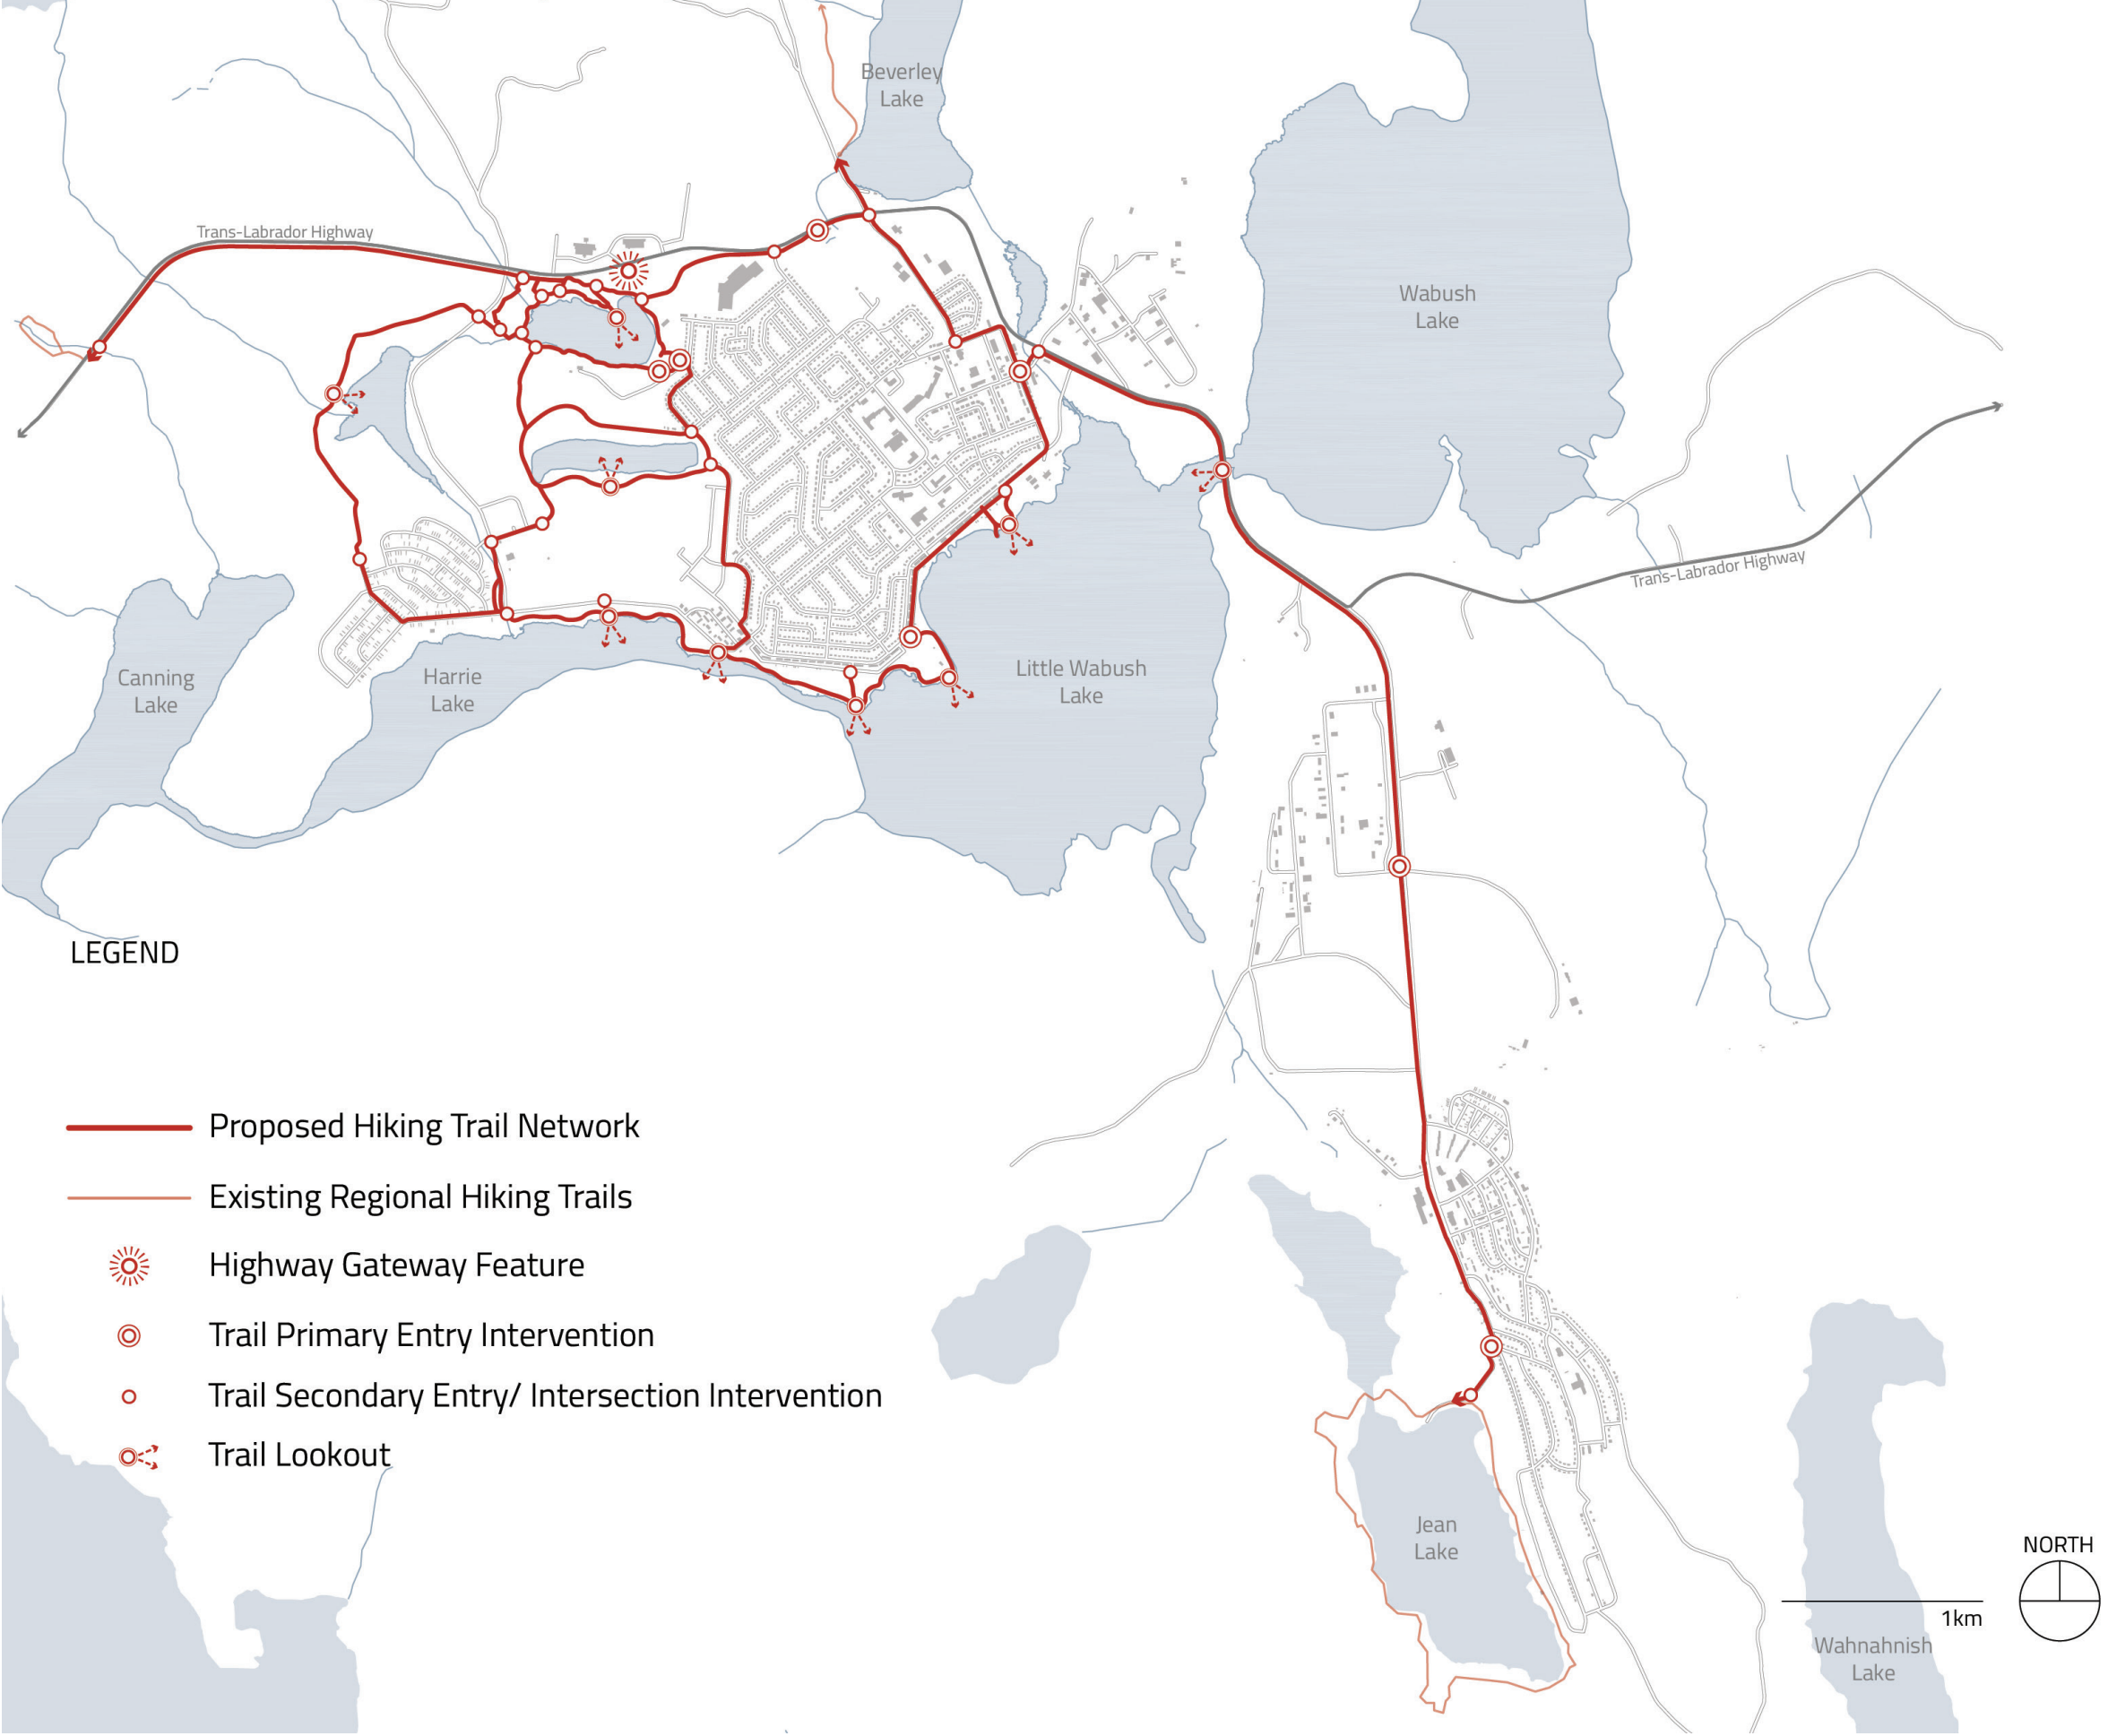 Beverley
Lake
Trans-Labrador Highway
Wabush
Lake
Trans-Labrador Highway
Canning
Lake
Harrie
Lake
Little Wabush
Lake
LEGEND
Proposed Hiking Trail Network
Existing Regional Hiking Trails
Highway Gateway Feature
Trail Primary Entry Intervention
Trail Secondary Entry/ Intersection Intervention
Trail Lookout
Jean
Lake
NORTH
1km
Wahnahnish
Lake